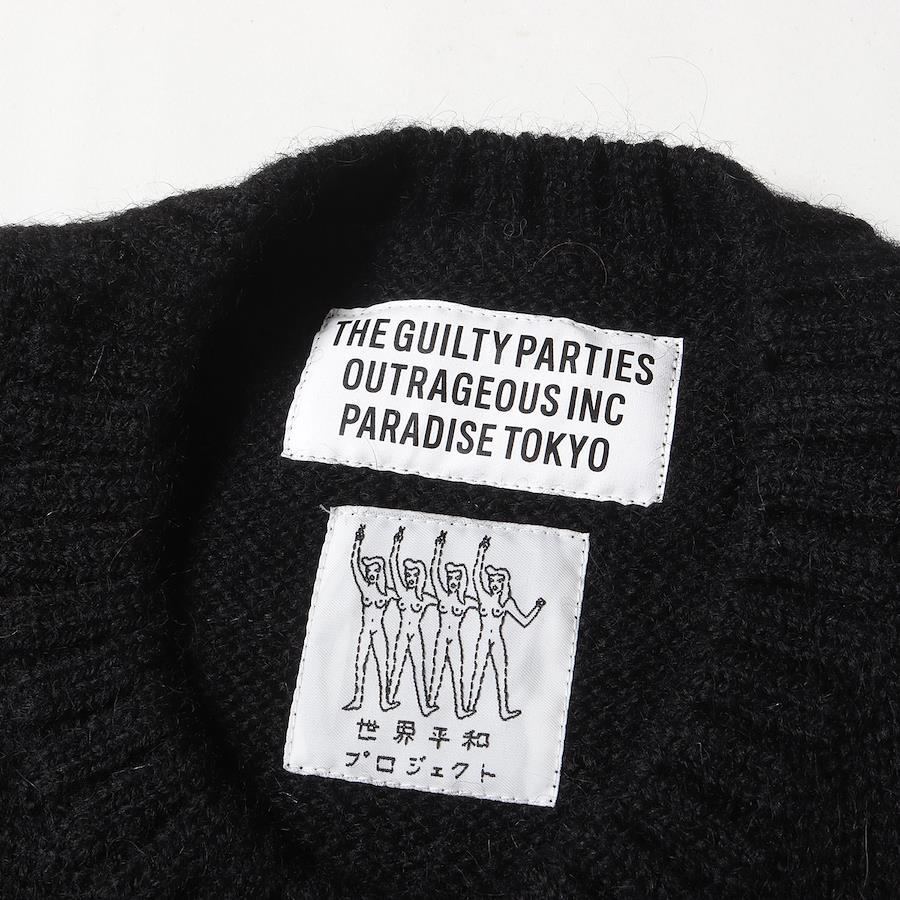 THE GUILTY PARTIES
OUTRAGEOUS INC
PARADISE TOKYO
世界平和
プロジェクト